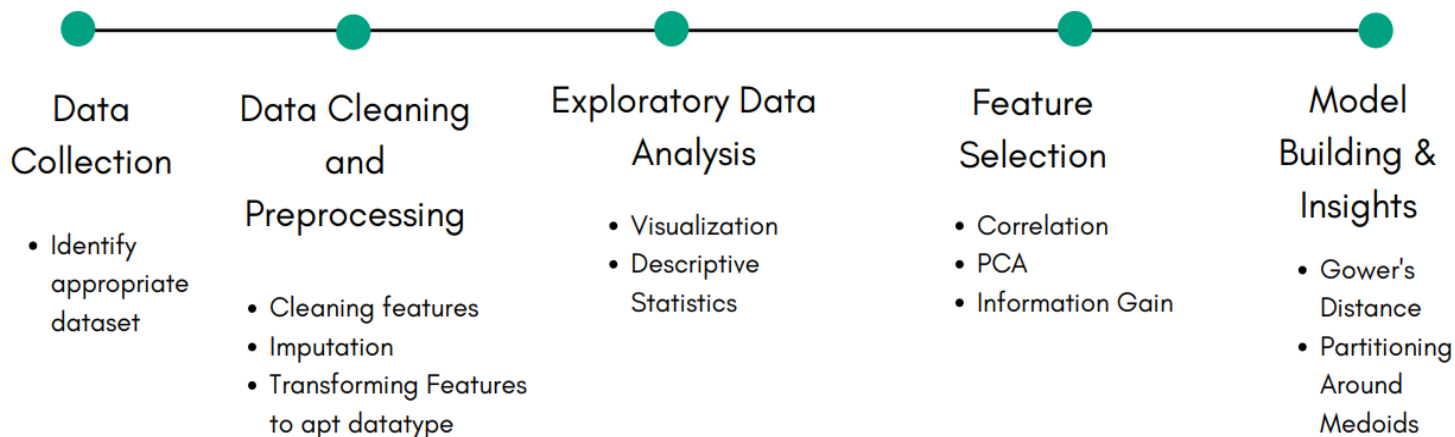 Data
Collection
• Identify
appropriate
dataset
Data Cleaning
and
Preprocessing
• Cleaning features
• Imputation
• Transforming Features
to apt datatype
Exploratory Data
Analysis
• Visualization
• Descriptive
Statistics
Feature
Selection
• Correlation
• PCA
• Information Gain
Model
Building &
Insights
• Gower's
Distance
• Partitioning
Around
Medoids